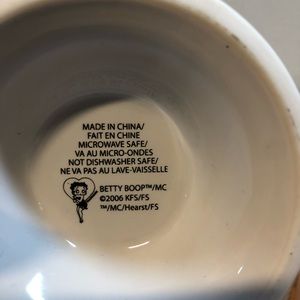 MADE IN CHINA/
FAIT EN CHINE
MICROWAVE SAFE/
VA AU MICRO-ONDES
NOT DISHWASHER SAFE/
NE VA PAS AU LAVE-VAISSELLE
BETTY BOOP™/MC
©2006 KFS/FS
™/MC/Hearst/FS